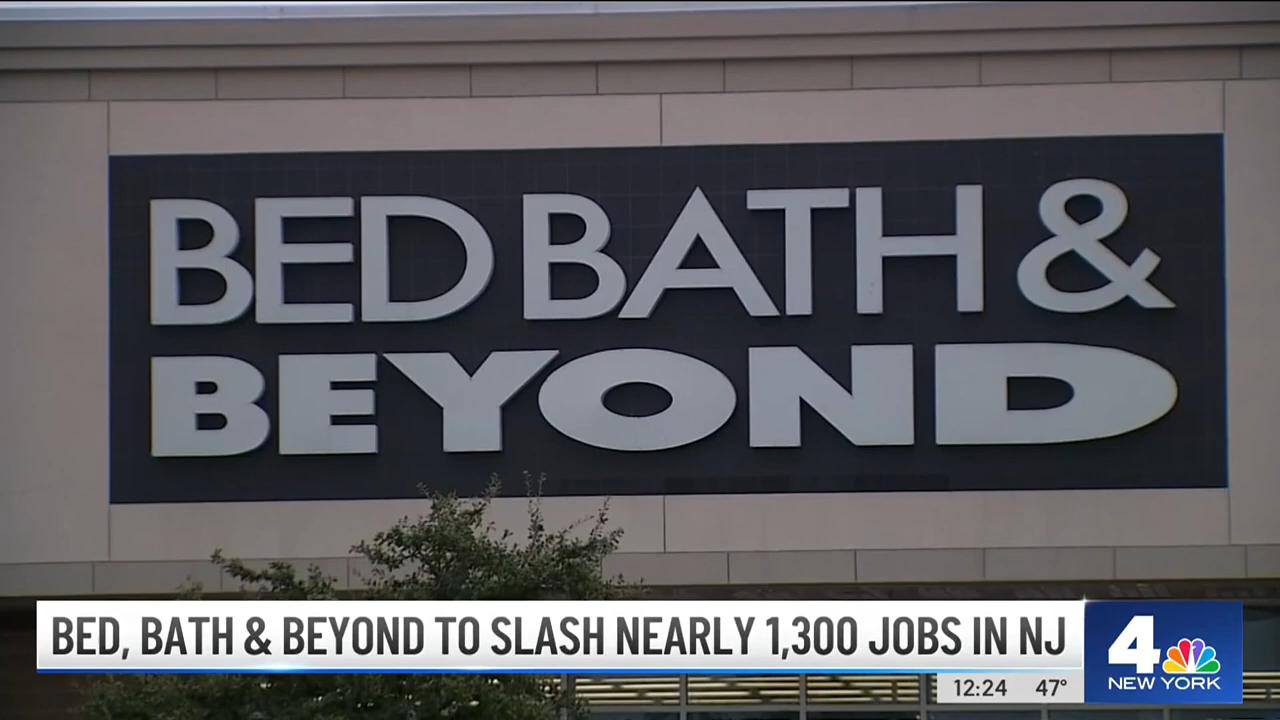 BED BATH &
BEYOND
BED, BATH & BEYOND TO SLASH NEARLY 1,300 JOBS IN NJ
4
NEW YORK
12:24 47°